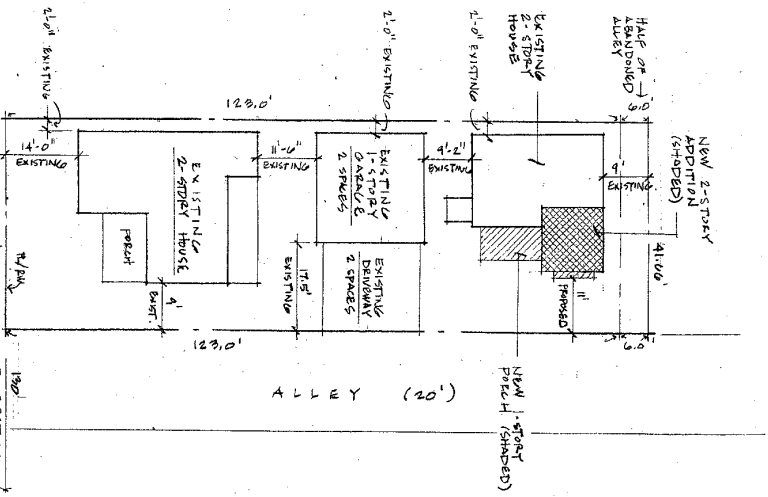 2'-0" EXISTING
2'-0" EXISTING
2'-0" EXISTING
EXISTING
2-STORY
HOUSE
HALF OF
ABANDONED
ALLEY
6.0'
NEW 2-STORY
ADDITION
(SHADED)
123.0'
14'-0"
EXISTING
EXISTING
2-STORY HOUSE
11'-6"
EXISTING
EXISTING
1-STORY
GARAGE
2 SPACES
9'-2"
EXISTING
EXISTING
41.06'
PORCH
EXISTING
DRIVEWAY
2 SPACES
17.5'
EXISTING
EXIST.
11'
PROPOSED
6.0'
123.0'
130'
ALLEY (20')
NEW 1-STORY
PORCH (SHADED)